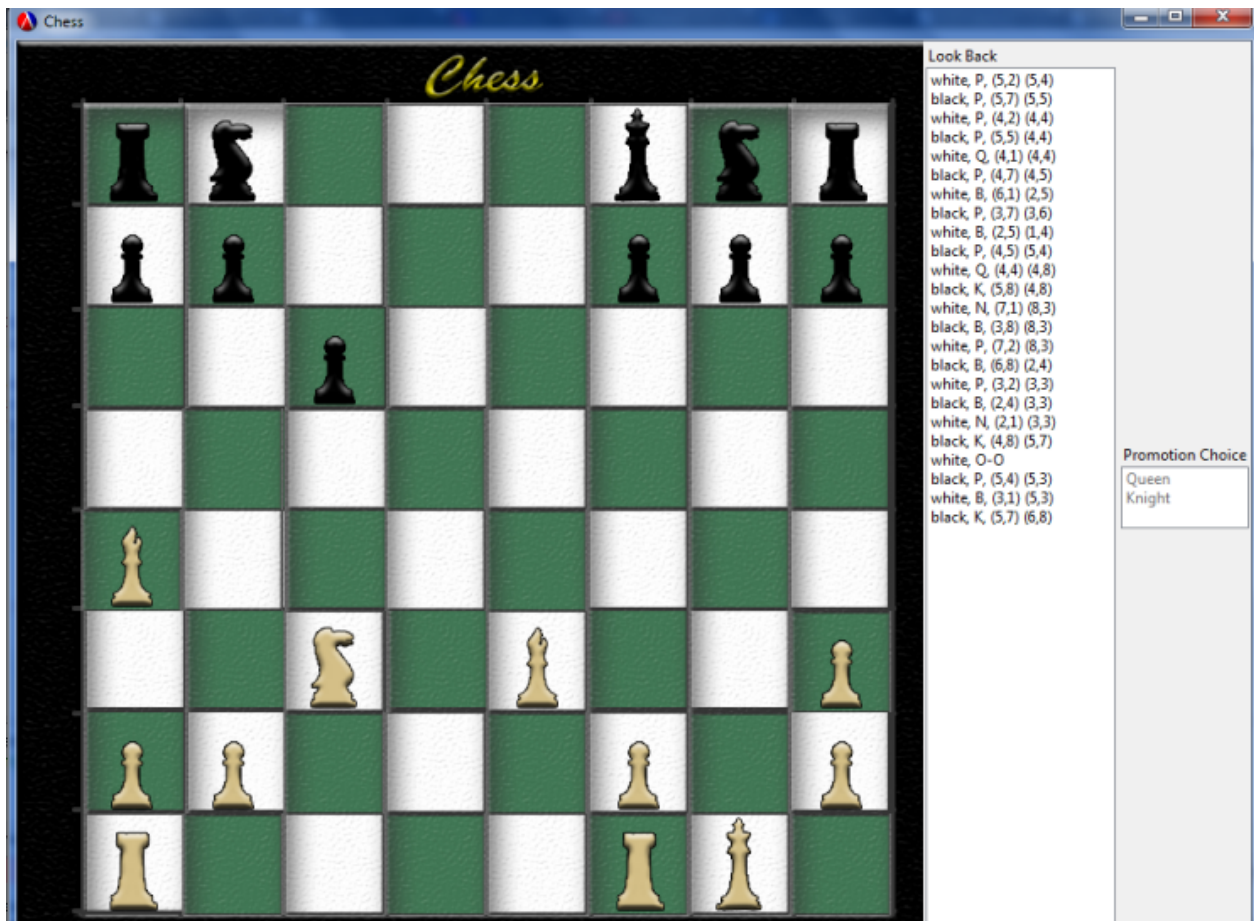 Chess
Chess
Look Back
white, P, (5,2) (5,4)
black, P, (5,7) (5,5)
white, P, (4,2) (4,4)
black, P, (5,5) (4,4)
white, Q, (4,1) (4,4)
black, P, (4,7) (4,5)
white, B, (6,1) (2,5)
black, P, (3,7) (3,6)
white, B, (2,5) (1,4)
black, P, (4,5) (5,4)
white, Q, (4,4) (4,8)
black, K, (5,8) (4,8)
white, N, (7,1) (8,3)
black, B, (3,8) (8,3)
white, P, (7,2) (8,3)
black, B, (6,8) (2,4)
white, P, (3,2) (3,3)
black, B, (2,4) (3,3)
white, N, (2,1) (3,3)
black, K, (4,8) (5,7)
white, O-O
black, P, (5,4) (5,3)
white, B, (3,1) (5,3)
black, K, (5,7) (6,8)
Promotion Choice
Queen
Knight